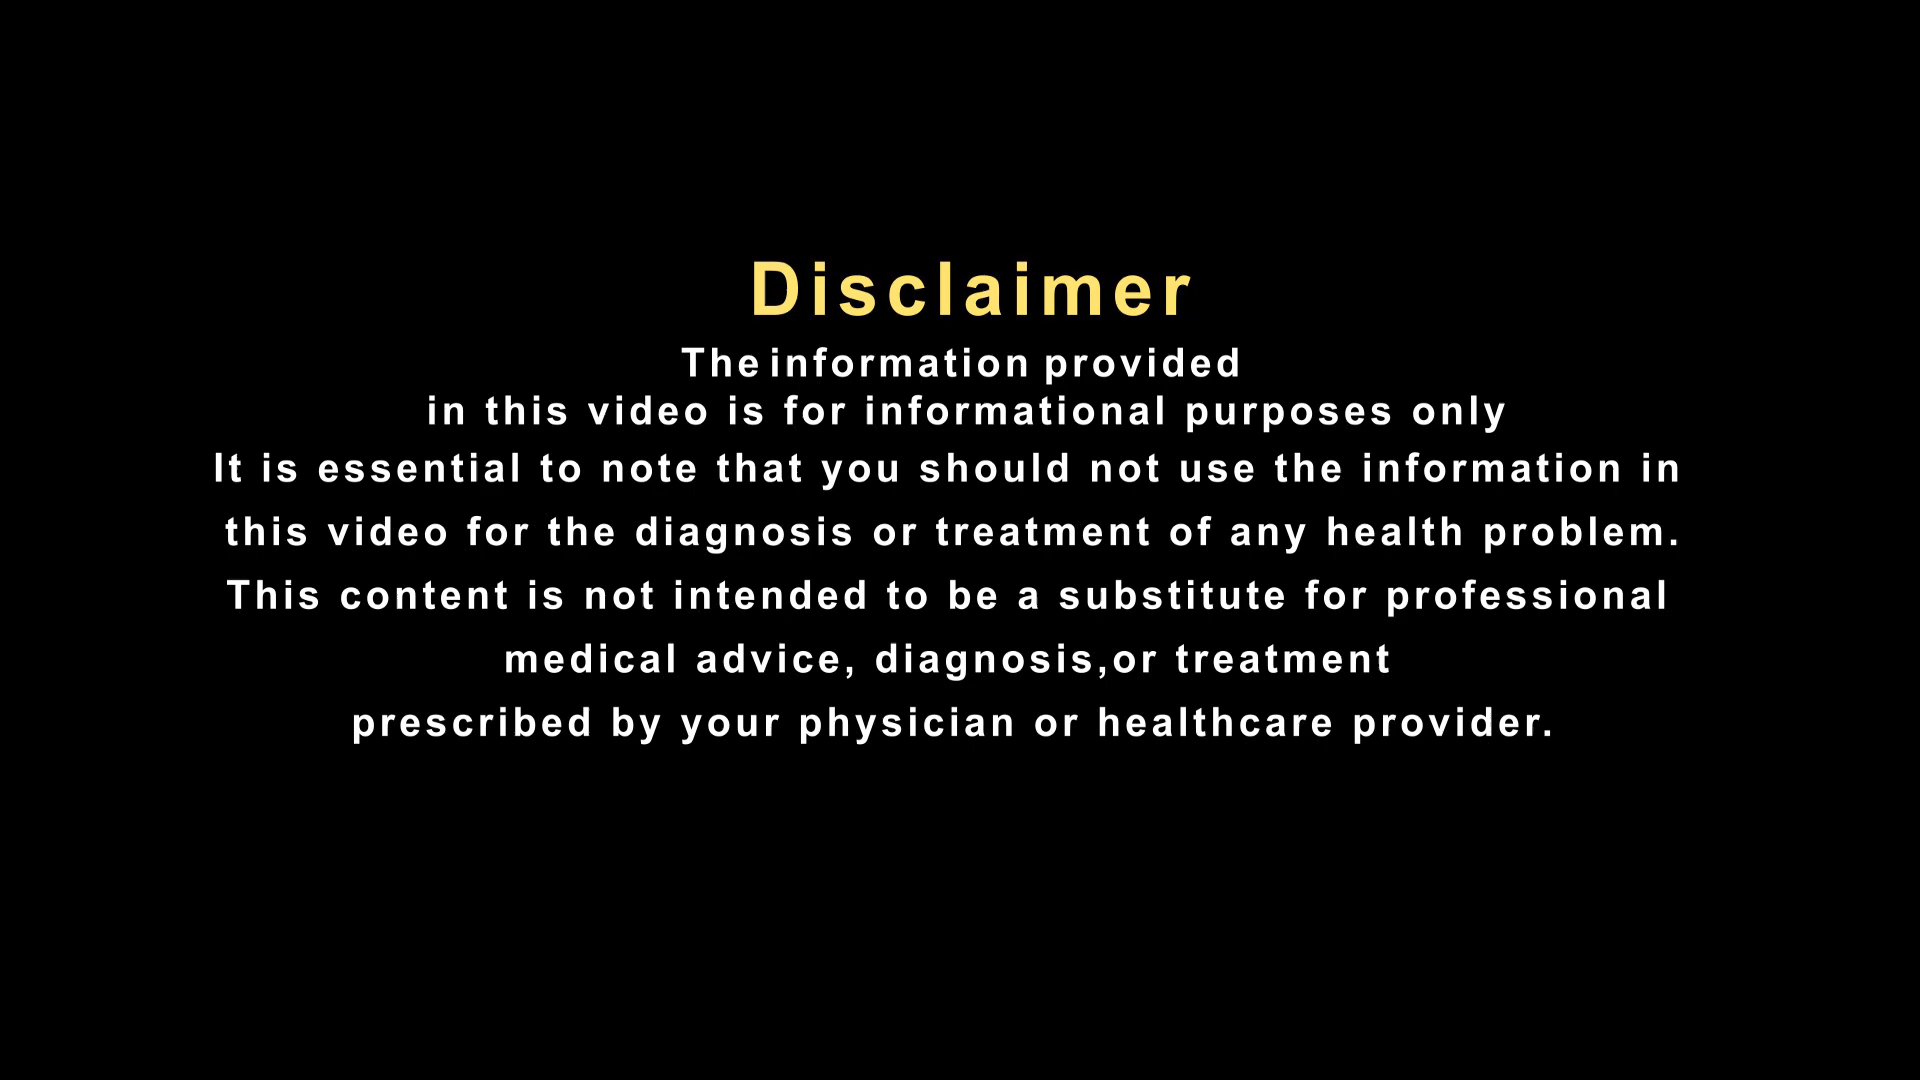 Disclaimer
The information provided
in this video is for informational purposes only
It is essential to note that you should not use the information in
this video for the diagnosis or treatment of any health problem.
This content is not intended to be a substitute for professional
medical advice, diagnosis,or treatment
prescribed by your physician or healthcare provider.